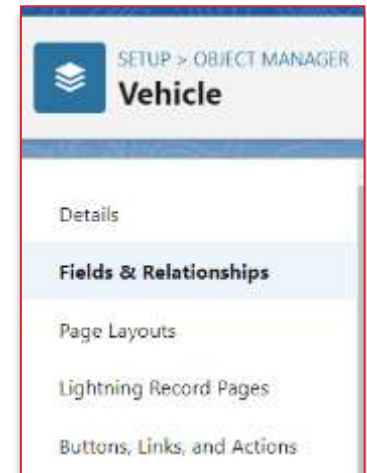 SETUP > OBJECT MANAGER
Vehicle
Details
Fields & Relationships
Page Layouts
Lightning Record Pages
Buttons, Links, and Actions